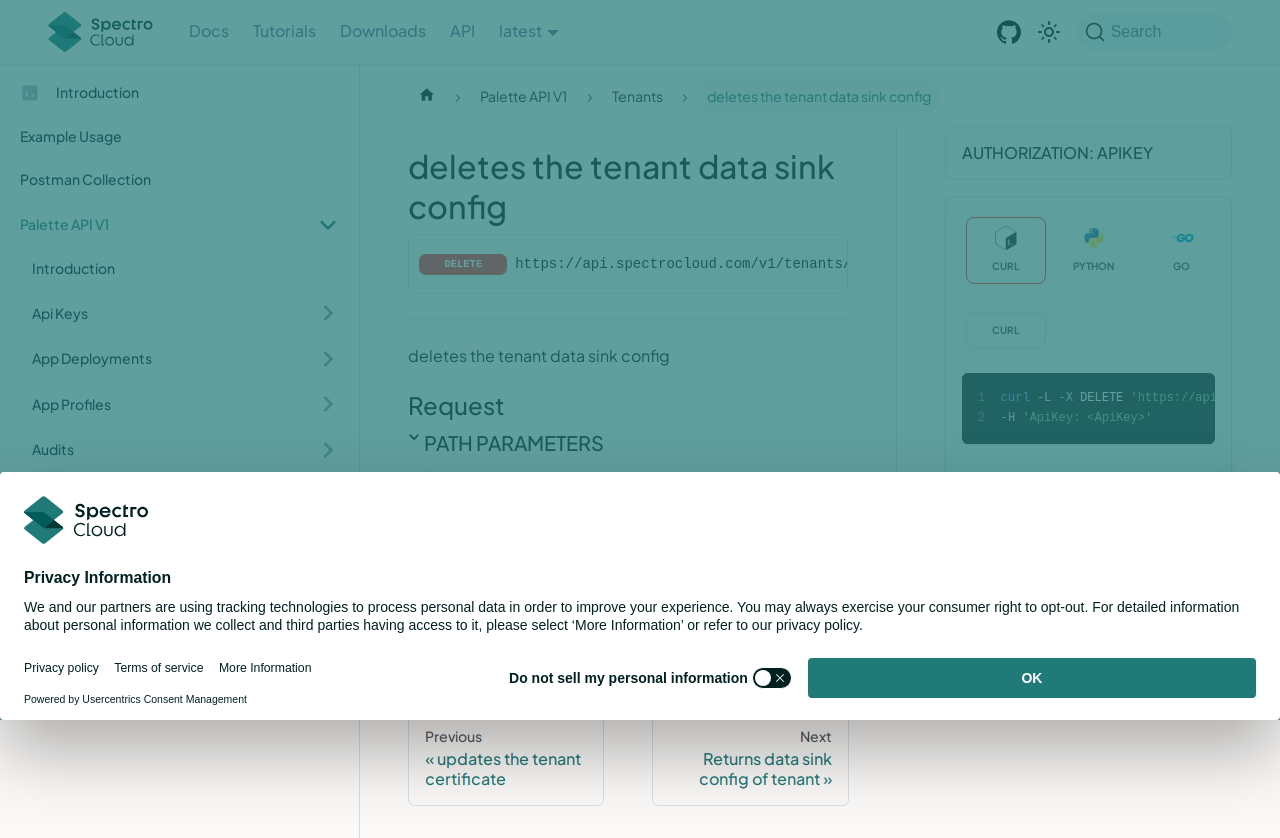 Spectro Cloud
Docs
Tutorials
Downloads
API
latest
Search
Introduction
Example Usage
Postman Collection
Palette API V1
Introduction
Api Keys
App Deployments
App Profiles
Audits
Palette API V1
Tenants
deletes the tenant data sink config
deletes the tenant data sink
config
DELETE https://api.spectrocloud.com/v1/tenants/
deletes the tenant data sink config
Request
PATH PARAMETERS
AUTHORIZATION: APIKEY
CURL
PYTHON
GO
CURL
1 curl -L -X DELETE 'https://api
2 -H 'ApiKey: <ApiKey>'
Spectro
Cloud
Privacy Information
We and our partners are using tracking technologies to process personal data in order to improve your experience. You may always exercise your consumer right to opt-out. For detailed information
about personal information we collect and third parties having access to it, please select ‘More Information’ or refer to our privacy policy.
Privacy policy
Terms of service
More Information
Powered by Usercentrics Consent Management
Do not sell my personal information
OK
Previous
« updates the tenant
certificate
Next
Returns data sink
config of tenant »